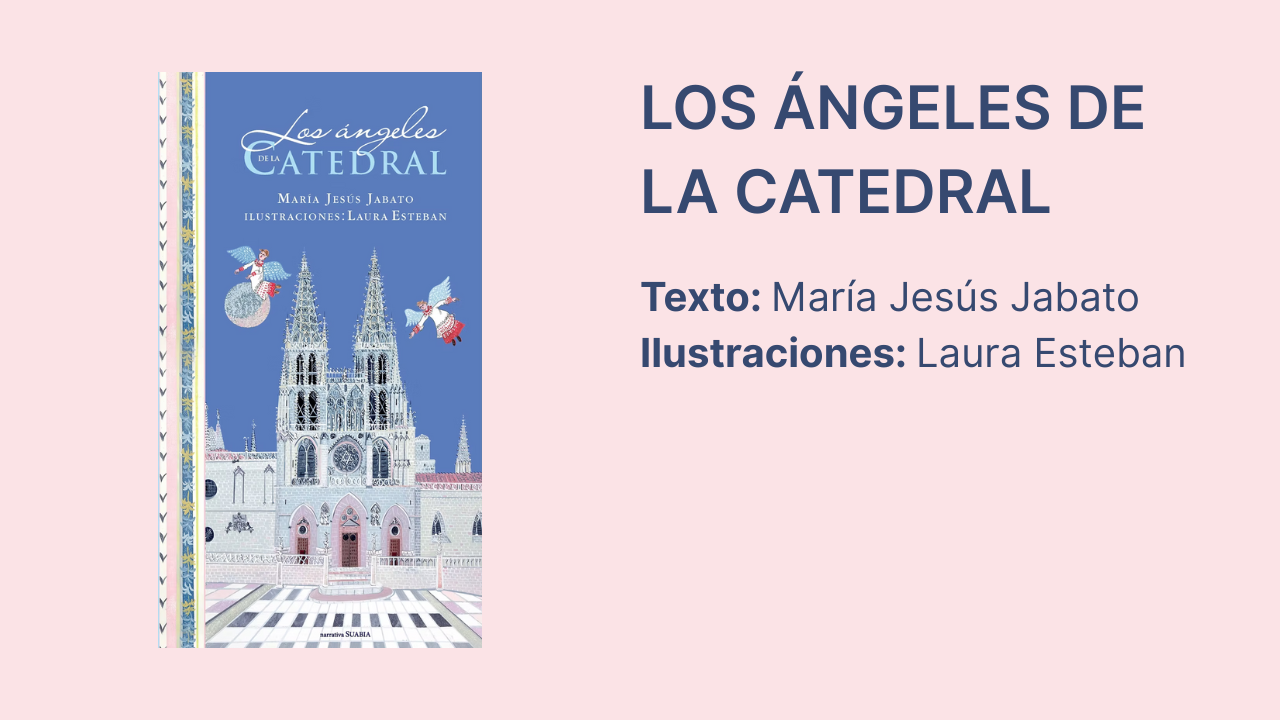 Los ángeles
DE LA
CATEDRAL
MARÍA JESÚS JABATO
ILUSTRACIONES: LAURA ESTEBAN
narrativa SUABIA
LOS ÁNGELES DE
LA CATEDRAL
Texto: María Jesús Jabato
Ilustraciones: Laura Esteban